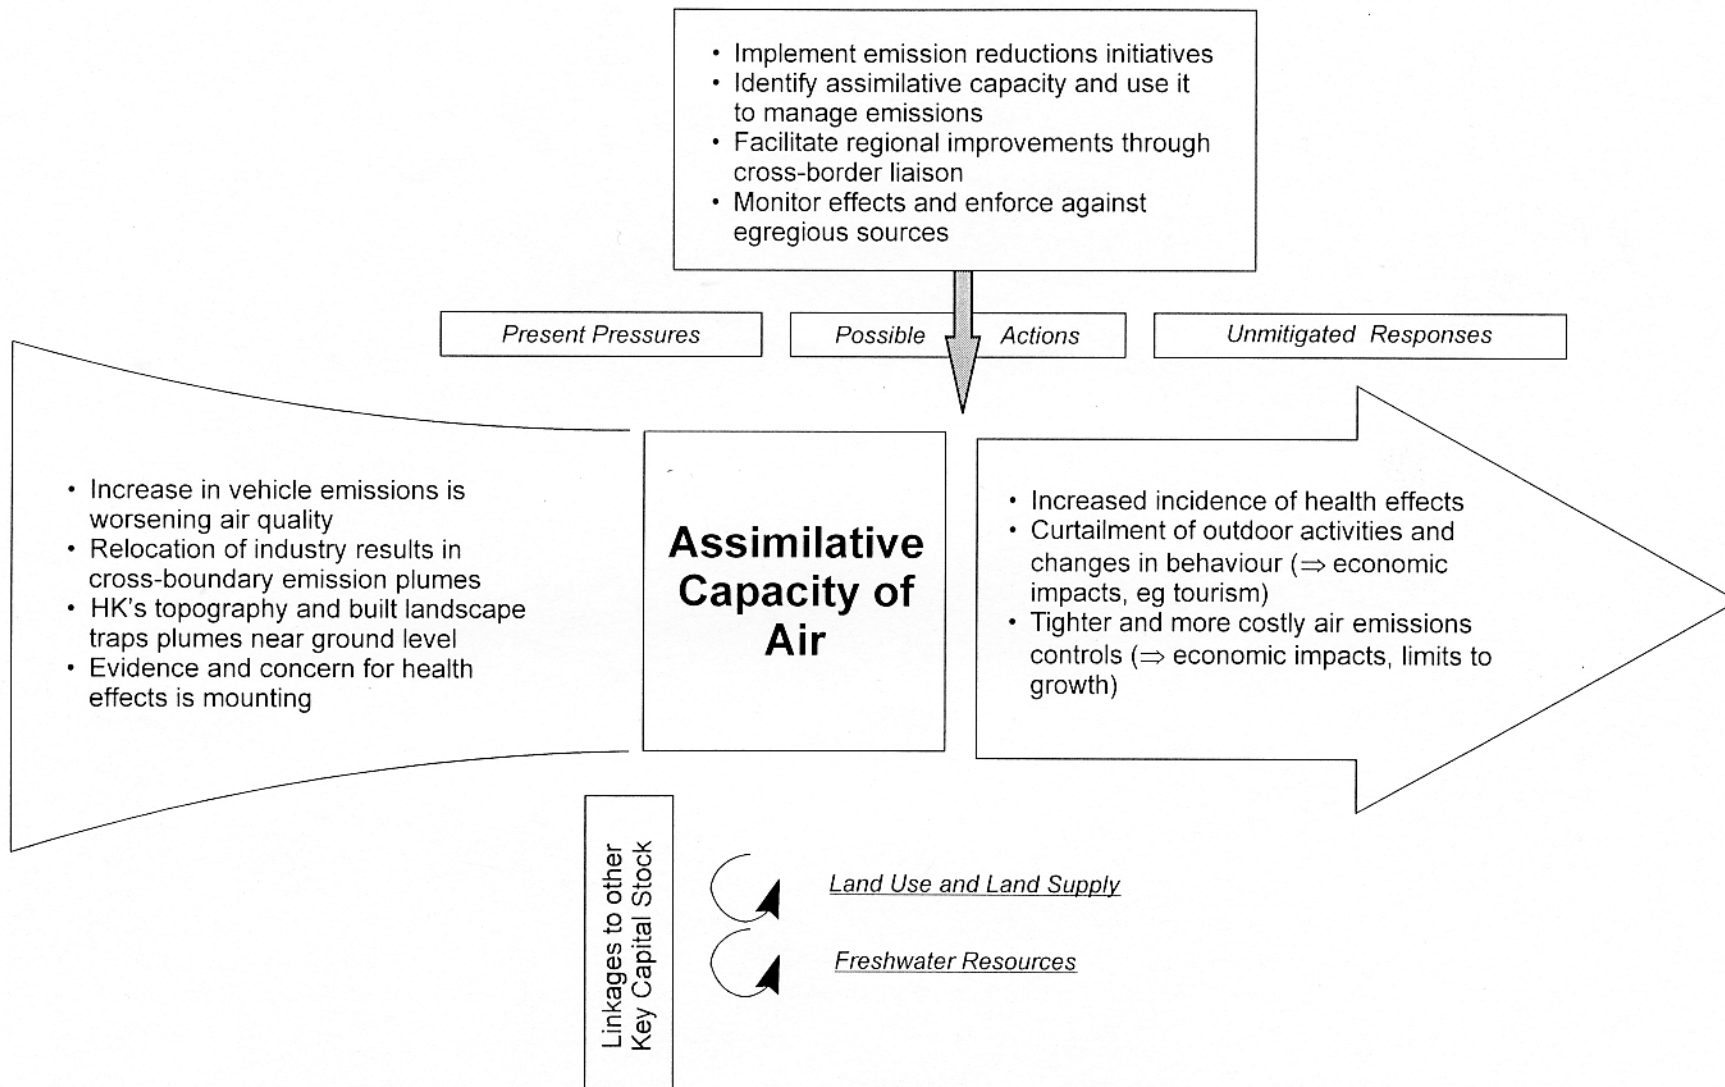 • Implement emission reductions initiatives
• Identify assimilative capacity and use it
to manage emissions
• Facilitate regional improvements through
cross-border liaison
• Monitor effects and enforce against
egregious sources
Present Pressures
Possible Actions
Unmitigated Responses
• Increase in vehicle emissions is
worsening air quality
• Relocation of industry results in
cross-boundary emission plumes
• HK's topography and built landscape
traps plumes near ground level
• Evidence and concern for health
effects is mounting
Assimilative
Capacity of
Air
• Increased incidence of health effects
• Curtailment of outdoor activities and
changes in behaviour (⇒ economic
impacts, eg tourism)
• Tighter and more costly air emissions
controls (⇒ economic impacts, limits to
growth)
Linkages to other
Key Capital Stock
Land Use and Land Supply
Freshwater Resources